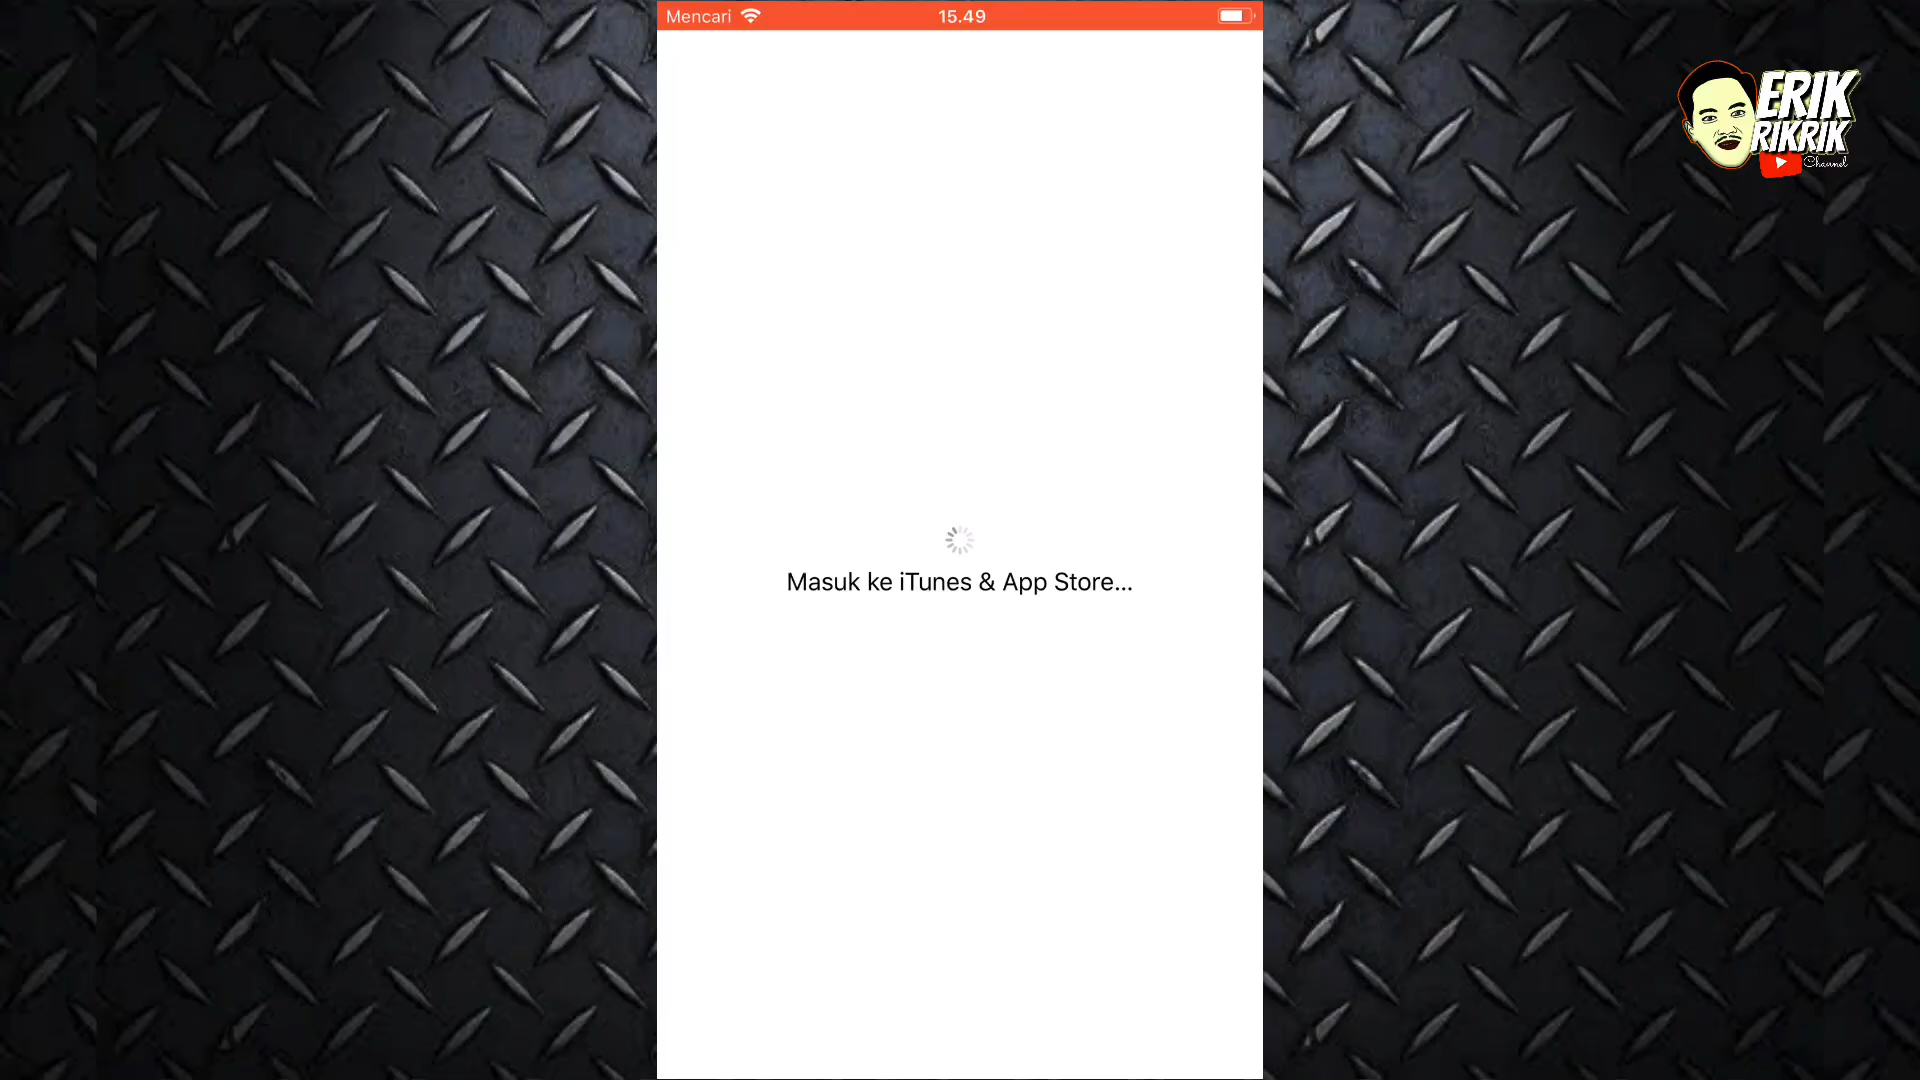 Mencari
15.49
ERIK
RIKRIK
Channel
Masuk ke iTunes & App Store...